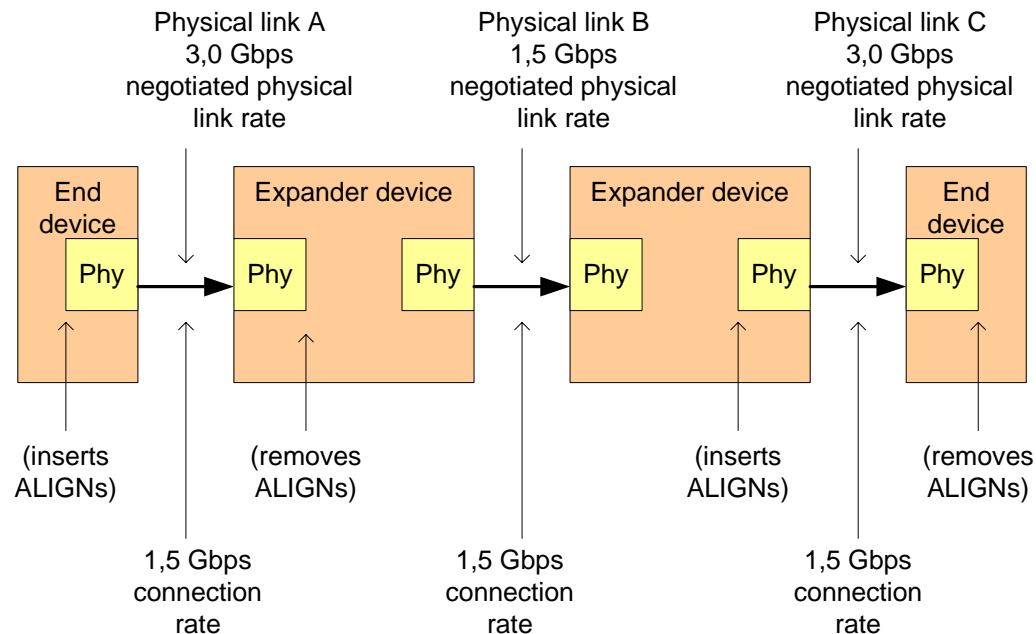 Physical link A
3,0 Gbps
negotiated physical
link rate
Physical link B
1,5 Gbps
negotiated physical
link rate
Physical link C
3,0 Gbps
negotiated physical
link rate
End
device
Phy
Expander device
Phy
Expander device
Phy
Phy
End
device
Phy
(inserts
ALIGNs)
(removes
ALIGNs)
(inserts
ALIGNs)
(removes
ALIGNs)
1,5 Gbps
connection
rate
1,5 Gbps
connection
rate
1,5 Gbps
connection
rate